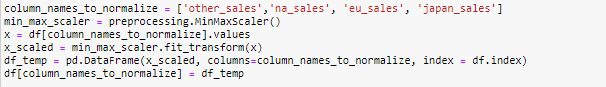 column_names_to_normalize = ['other_sales','na_sales', 'eu_sales', 'japan_sales']
min_max_scaler = preprocessing.MinMaxScaler()
x = df[column_names_to_normalize].values
x_scaled = min_max_scaler.fit_transform(x)
df_temp = pd.DataFrame(x_scaled, columns=column_names_to_normalize, index = df.index)
df[column_names_to_normalize] = df_temp